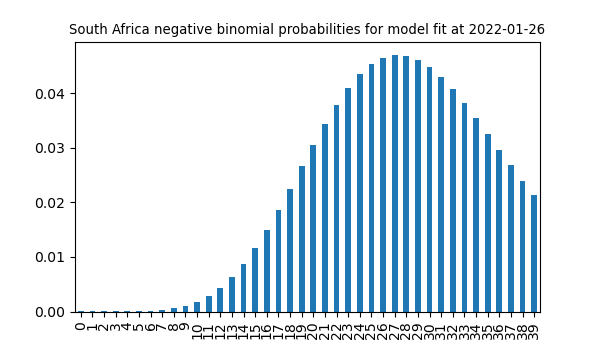 South Africa negative binomial probabilities for model fit at 2022-01-26
0.04
0.03
0.02
0.01
0.00
0 1 2 3 4 5 6 7 8 9 10 11 12 13 14 15 16 17 18 19 20 21 22 23 24 25 26 27 28 29 30 31 32 33 34 35 36 37 38 39